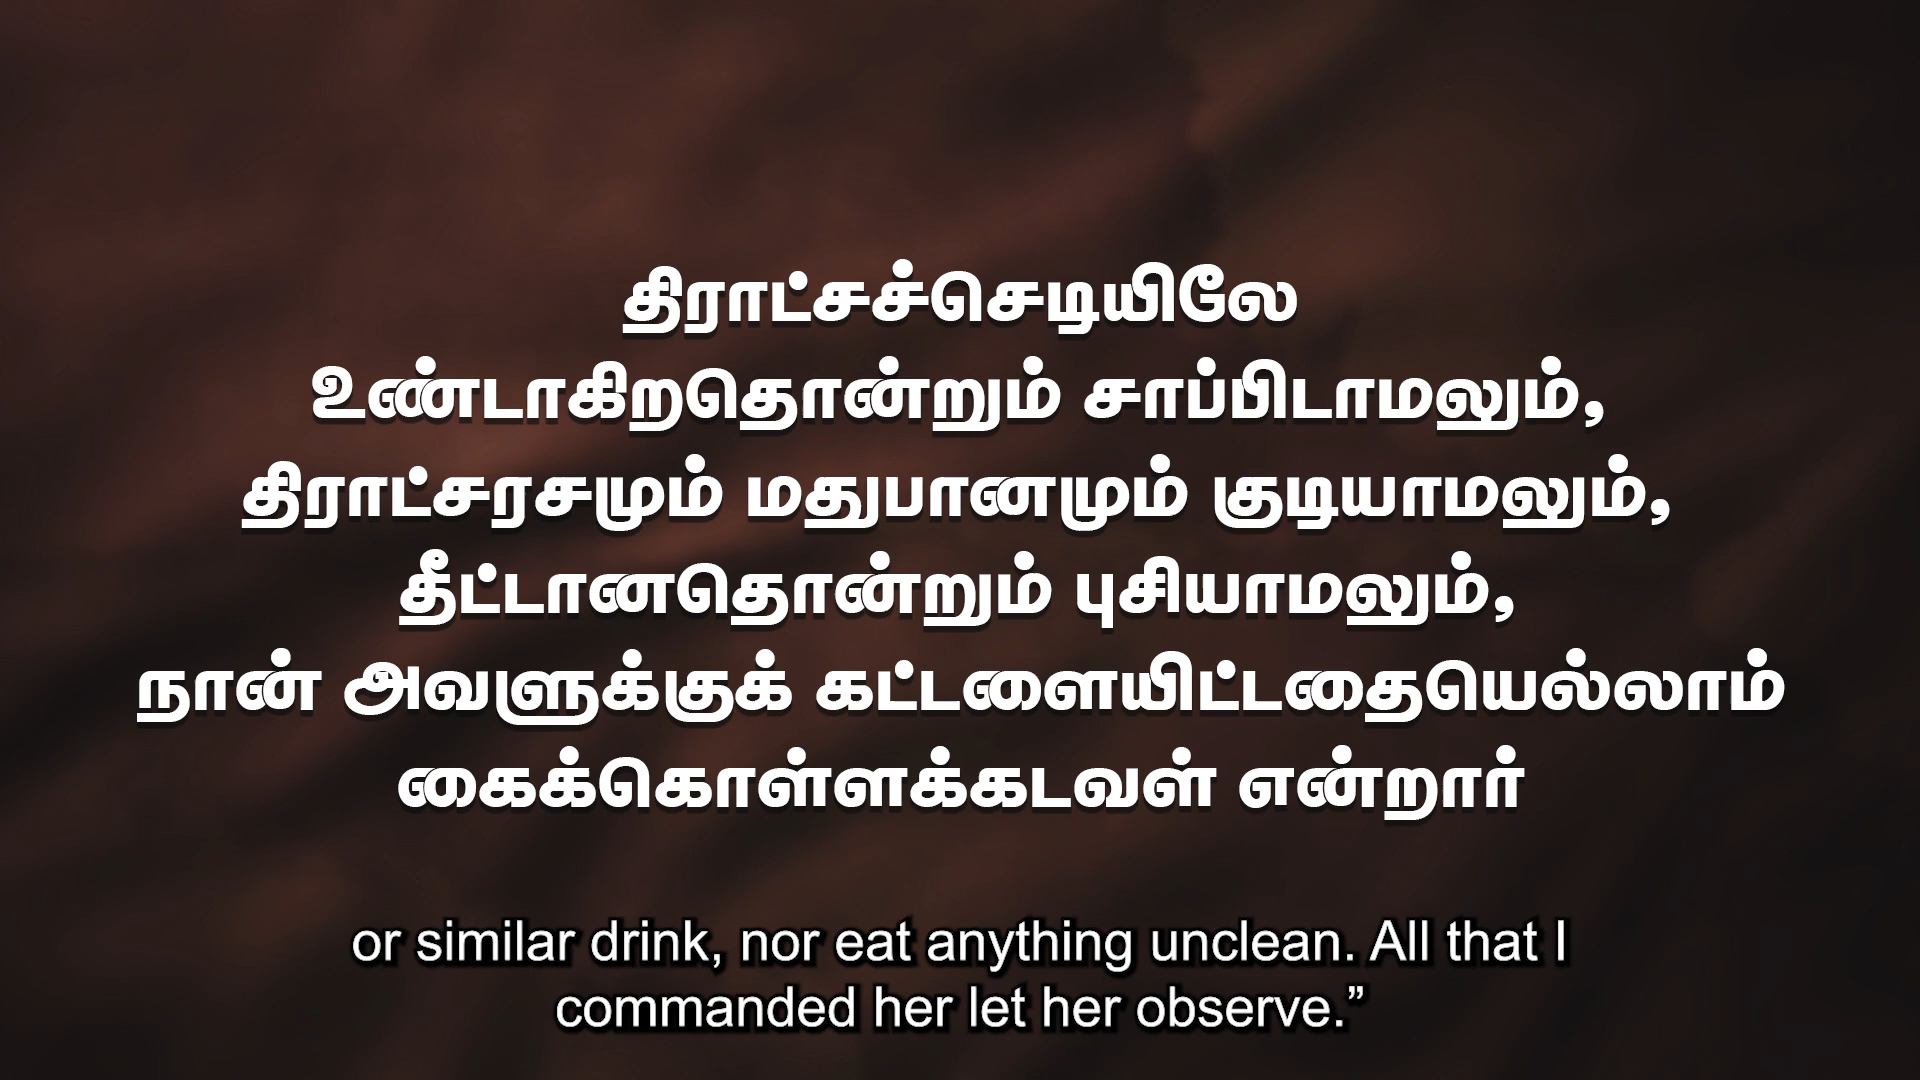 திராட்சச்செடியிலே
உண்டாகிறதொன்றும் சாப்பிடாமலும்,
திராட்சரசமும் மதுபானமும் குடியாமலும்,
தீட்டானதொன்றும் புசியாமலும்,
நான் அவளுக்குக் கட்டளையிட்டதையெல்லாம்
கைக்கொள்ளக்கடவள் என்றார்
or similar drink, nor eat anything unclean. All that I
commanded her let her observe.”